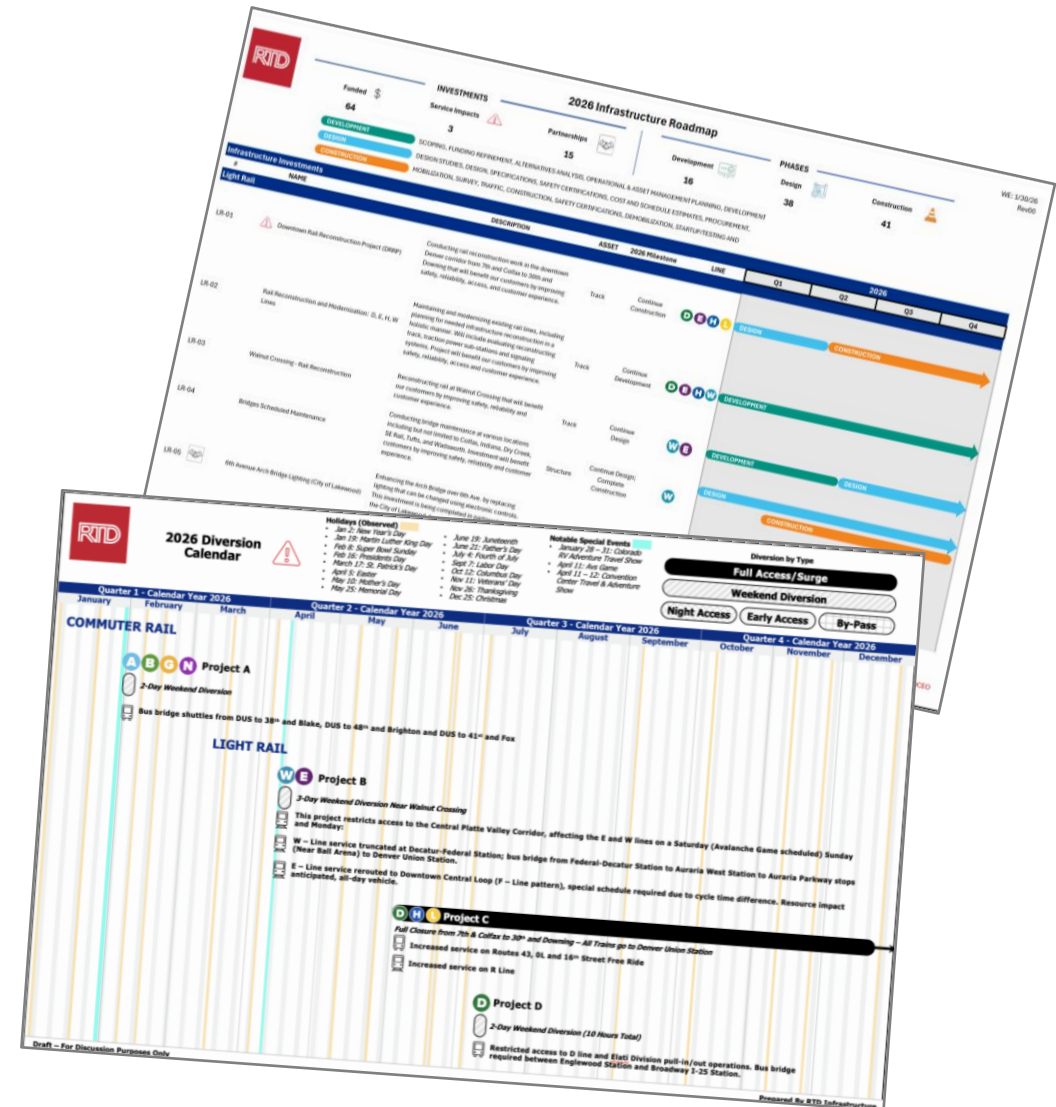 RTD
2026 Infrastructure Roadmap
INVESTMENTS
PHASES
Funded $
64
Service Impacts
3
Partnerships
15
Development
16
Design
38
Construction
41
WE: 1/30/26
Rev00
DEVELOPMENT
SCOPING, FUNDING REFINEMENT, ALTERNATIVES ANALYSIS, OPERATIONAL & ASSET MANAGEMENT PLANNING, DEVELOPMENT
DESIGN
DESIGN STUDIES, DESIGN, SPECIFICATIONS, SAFETY CERTIFICATIONS, COST AND SCHEDULE ESTIMATES, PROCUREMENT,
CONSTRUCTION
MOBILIZATION, SURVEY, TRAFFIC, CONSTRUCTION, SAFETY CERTIFICATIONS, DEMOBILIZATION, STARTUP/TESTING AND
Infrastructure Investments
2026
# NAME DESCRIPTION ASSET 2026 Milestone LINE Q1 Q2 Q3 Q4
Light Rail
LR-01
Downtown Rail Reconstruction Project (DRRP)
Conducting rail reconstruction work in the downtown
Denver corridor from 7th and Colfax to 30th and
Downing that will benefit our customers by improving
safety, reliability, access, and customer experience.
Track
Continue
Construction
D E H L
DESIGN
CONSTRUCTION
LR-02
Rail Reconstruction and Modernisation: D, E, H, W
Lines
Maintaining and modernizing existing rail lines, including
planning for needed infrastructure reconstruction in a
holistic manner. Will include evaluating reconstructing
track, traction power sub-stations and signaling
systems. Project will benefit our customers by improving
safety, reliability, access and customer experience.
Track
Continue
Development
D E H W
DEVELOPMENT
LR-03
Walnut Crossing - Rail Reconstruction
Reconstructing rail at Walnut Crossing that will benefit
our customers by improving safety, reliability and
customer experience.
Track
Continue
Design
W E
DEVELOPMENT
DESIGN
LR-04
Bridges Scheduled Maintenance
Conducting bridge maintenance at various locations
including but not limited to Colfax, Indiana, Dry Creek,
SE Rail, Tufts, and Wadsworth. Investment will benefit
customers by improving safety, reliability and customer
experience.
Structure
Continue Design;
Complete
Construction
W
DESIGN
CONSTRUCTION
LR-05
6th Avenue Arch Bridge Lighting (City of Lakewood)
Enhancing the Arch Bridge over 6th Ave. by replacing
lighting that can be changed using electronic controls.
This investment is being completed in
the City of Lakewood
CEO
RTD
2026 Diversion
Calendar
Holidays (Observed)
• Jan 2: New Year's Day
• Jan 19: Martin Luther King Day
• Feb 8: Super Bowl Sunday
• Feb 16: Presidents Day
• March 17: St. Patrick's Day
• April 5: Easter
• May 10: Mother's Day
• May 25: Memorial Day
• June 19: Juneteenth
• June 21: Father's Day
• July 4: Fourth of July
• Sept 7: Labor Day
• Oct 12: Columbus Day
• Nov 11: Veterans' Day
• Nov 26: Thanksgiving
• Dec 25: Christmas
Notable Special Events
• January 28 – 31: Colorado
RV Adventure Travel Show
• April 11: Avs Game
• April 11 – 12: Convention
Center Travel & Adventure
Show
Diversion by Type
Full Access/Surge
Weekend Diversion
Night Access Early Access By-Pass
Quarter 1 - Calendar Year 2026 Quarter 2 - Calendar Year 2026 Quarter 3 - Calendar Year 2026 Quarter 4 - Calendar Year 2026
January February March April May June July August September October November December
COMMUTER RAIL
A B G N Project A
2-Day Weekend Diversion
Bus bridge shuttles from DUS to 38th and Blake, DUS to 48th and Brighton and DUS to 41st and Fox
LIGHT RAIL
W E Project B
3-Day Weekend Diversion Near Walnut Crossing
This project restricts access to the Central Platte Valley Corridor, affecting the E and W lines on a Saturday (Avalanche Game scheduled) Sunday
and Monday:
W – Line service truncated at Decatur-Federal Station; bus bridge from Federal-Decatur Station to Auraria West Station to Auraria Parkway stops
(Near Ball Arena) to Denver Union Station.
E – Line service rerouted to Downtown Central Loop (F – Line pattern), special schedule required due to cycle time difference. Resource impact
anticipated, all-day vehicle.
D H L Project C
Full Closure from 7th & Colfax to 30th and Downing – All Trains go to Denver Union Station
Increased service on Routes 43, 0L and 16th Street Free Ride
Increased service on R Line
D Project D
2-Day Weekend Diversion (10 Hours Total)
Restricted access to D line and Elati Division pull-in/out operations. Bus bridge
required between Englewood Station and Broadway I-25 Station.
Draft – For Discussion Purposes Only
Prepared By RTD Infrastructure